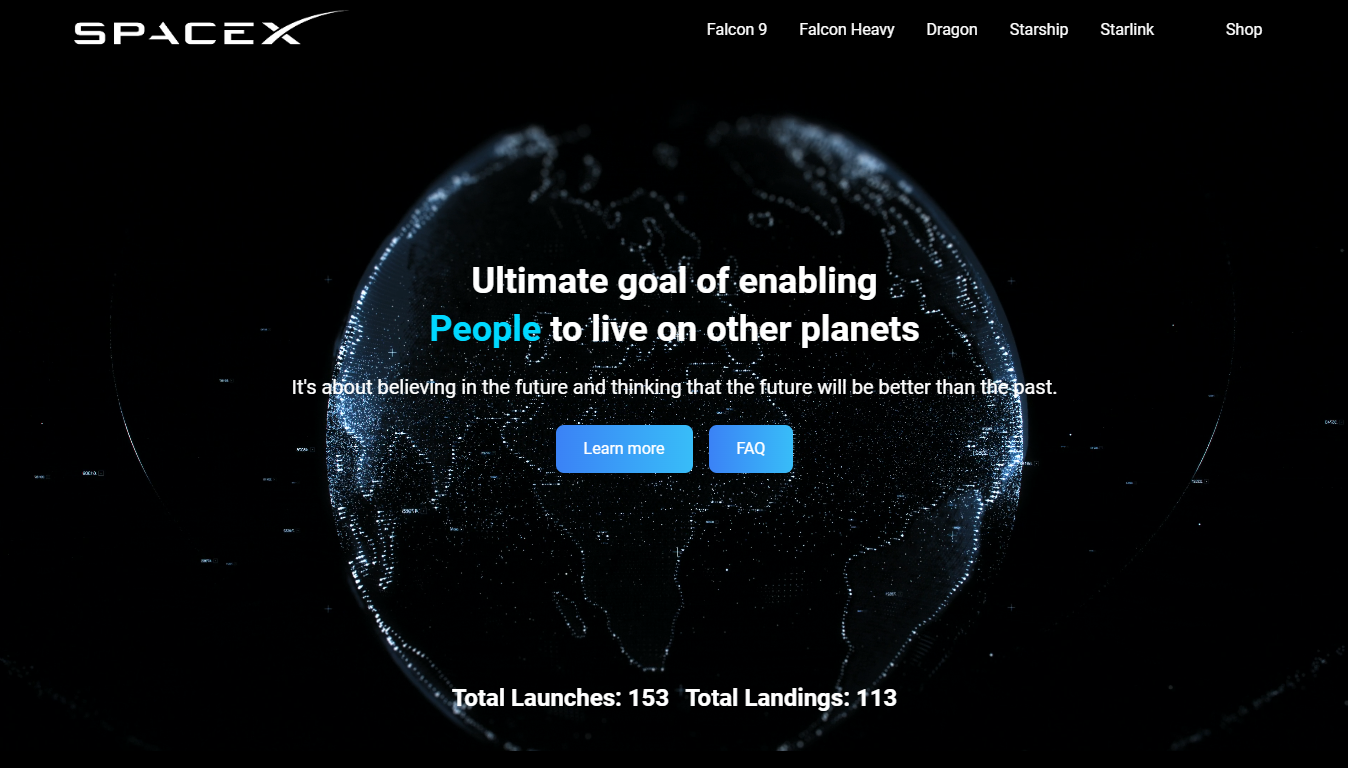 SPACEX
Falcon 9 Falcon Heavy Dragon Starship Starlink Shop
Ultimate goal of enabling
People to live on other planets
It's about believing in the future and thinking that the future will be better than the past.
Learn more FAQ
Total Launches: 153 Total Landings: 113